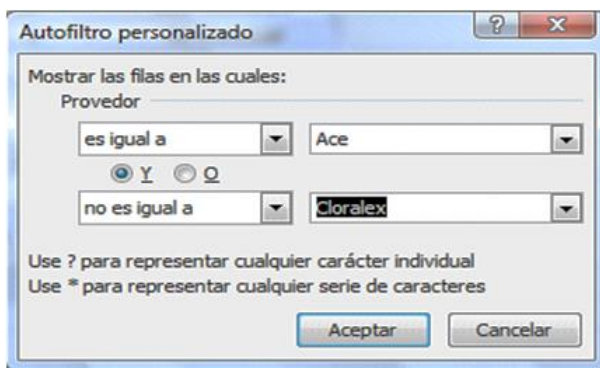 Autofiltro personalizado
?
Mostrar las filas en las cuales:
Provedor
es igual a Ace
Y O
no es igual a Cloralex
Use ? para representar cualquier carácter individual
Use * para representar cualquier serie de caracteres
Aceptar Cancelar